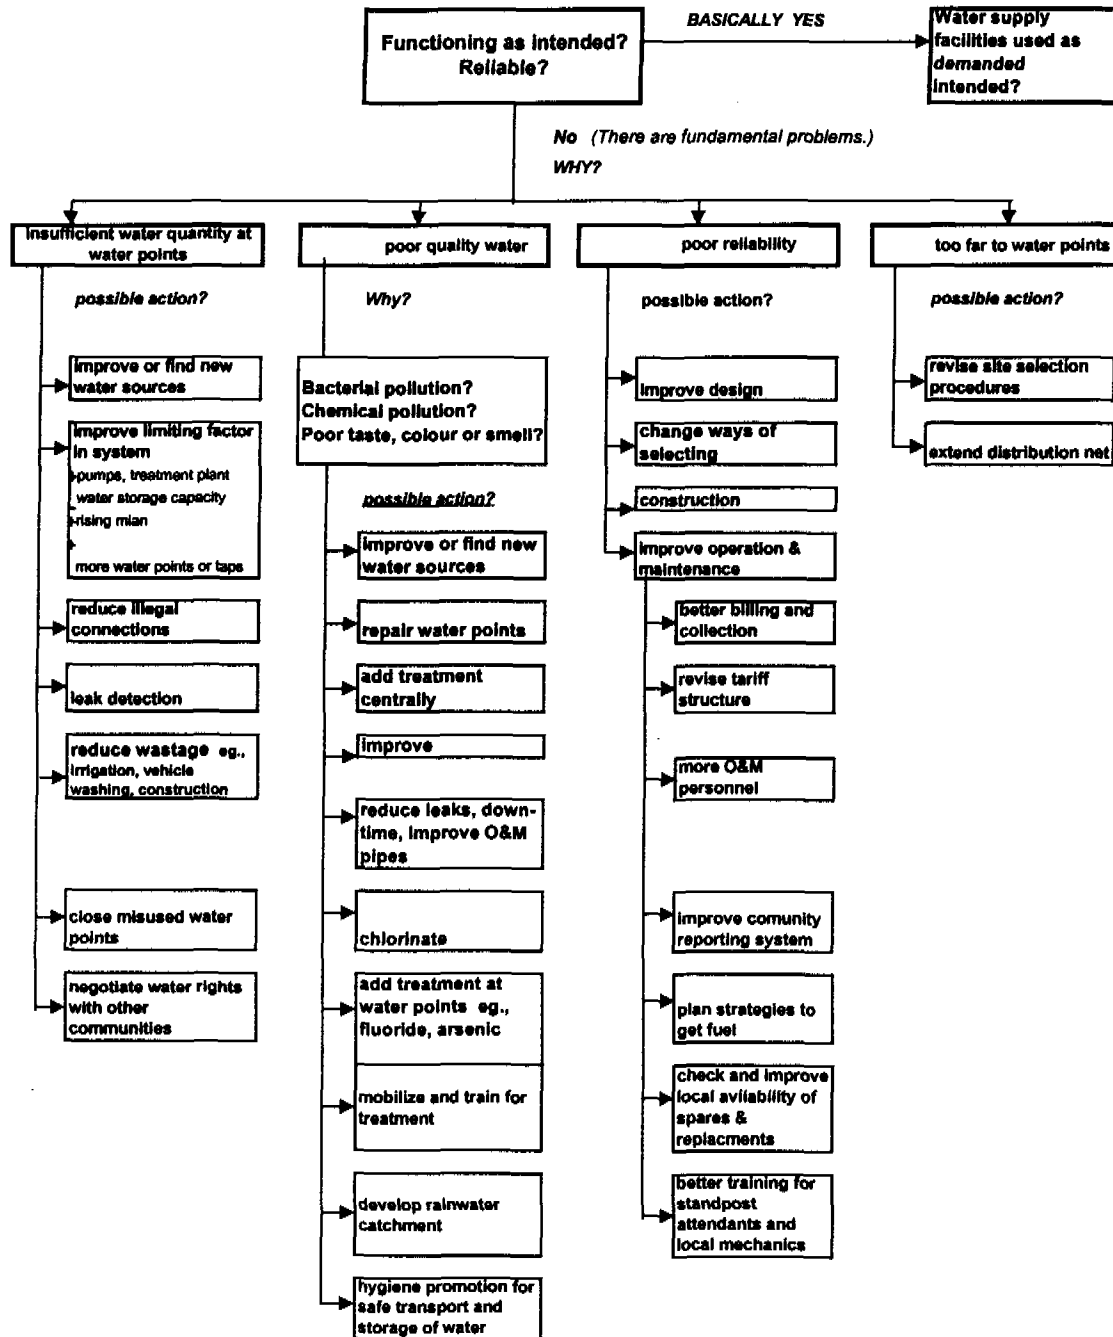 Functioning as intended?
Reliable?
BASICALLY YES
Water supply
facilities used as
demanded
intended?
No (There are fundamental problems.)
WHY?
insufficient water quantity at
water points
possible action?
improve or find new
water sources
improve limiting factor
in system
pumps, treatment plant
water storage capacity
rising mian
more water points or taps
reduce illegal
connections
leak detection
reduce wastage eg.,
irrigation, vehicle
washing, construction
close misused water
points
negotiate water rights
with other
communities
poor quality water
Why?
Bacterial pollution?
Chemical pollution?
Poor taste, colour or smell?
possible action?
improve or find new
water sources
repair water points
add treatment
centrally
improve
reduce leaks, down-
time, improve O&M
pipes
chlorinate
add treatment at
water points eg.,
fluoride, arsenic
mobilize and train for
treatment
develop rainwater
catchment
hygiene promotion for
safe transport and
storage of water
poor reliability
possible action?
improve design
change ways of
selecting
construction
improve operation &
maintenance
better billing and
collection
revise tariff
structure
more O&M
personnel
improve comunity
reporting system
plan strategies to
get fuel
check and improve
local avilability of
spares &
replacments
better training for
standpost
attendants and
local mechanics
too far to water points
possible action?
revise site selection
procedures
extend distribution net